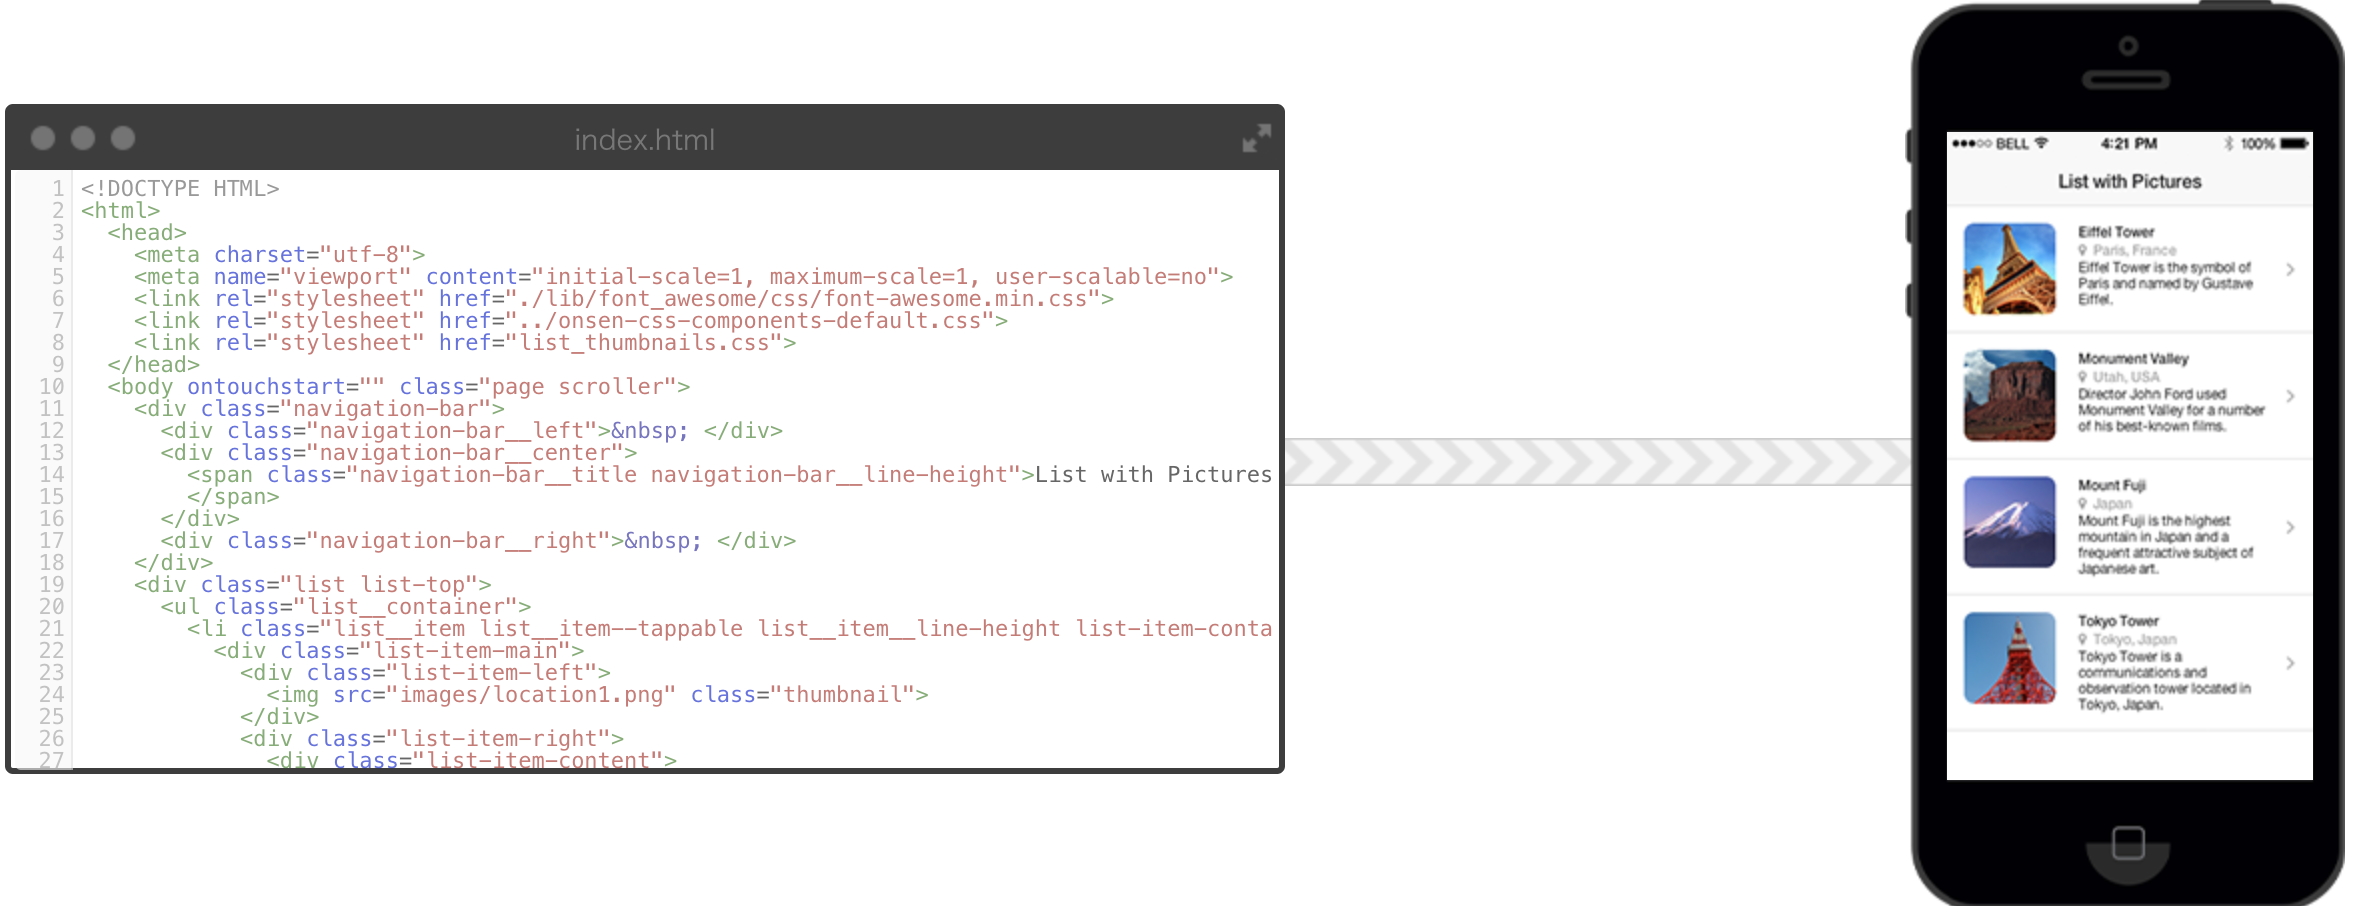 index.html
1 <!DOCTYPE HTML>
2 <html>
3 <head>
4 <meta charset="utf-8">
5 <meta name="viewport" content="initial-scale=1, maximum-scale=1, user-scalable=no">
6 <link rel="stylesheet" href="./lib/font_awesome/css/font-awesome.min.css">
7 <link rel="stylesheet" href="../onsen-css-components-default.css">
8 <link rel="stylesheet" href="list_thumbnails.css">
9 </head>
10 <body ontouchstart="" class="page scroller">
11 <div class="navigation-bar">
12 <div class="navigation-bar__left">&nbsp; </div>
13 <div class="navigation-bar__center">
14 <span class="navigation-bar__title navigation-bar__line-height">List with Pictures
15 </span>
16 </div>
17 <div class="navigation-bar__right">&nbsp; </div>
18 </div>
19 <div class="list list-top">
20 <ul class="list__container">
21 <li class="list__item list__item--tappable list__item__line-height list-item-conta
22 <div class="list-item-main">
23 <div class="list-item-left">
24 <img src="images/location1.png" class="thumbnail">
25 </div>
26 <div class="list-item-right">
27 <div class="list-item-content">
BELL 4:21 PM 100%
List with Pictures
Eiffel Tower
Paris, France
Eiffel Tower is the symbol of
Paris and named by Gustave
Eiffel.
Monument Valley
Utah, USA
Director John Ford used
Monument Valley for a number
of his best-known films.
Mount Fuji
Japan
Mount Fuji is the highest
mountain in Japan and a
frequent attractive subject of
Japanese art.
Tokyo Tower
Tokyo, Japan
Tokyo Tower is a
communications and
observation tower located in
Tokyo, Japan.